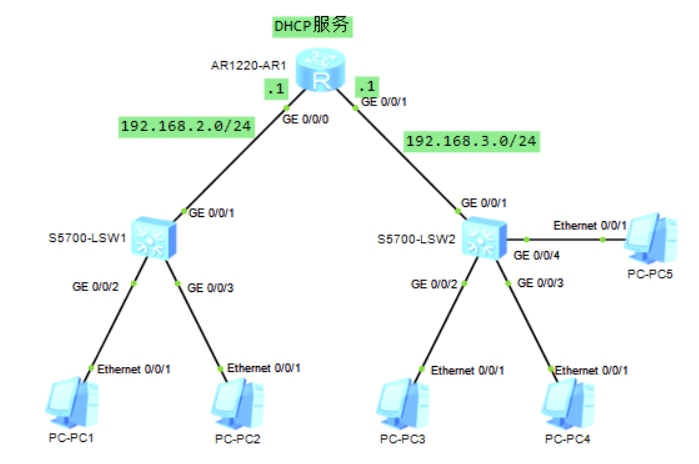 DHCP服务
AR1220-AR1
R
.1
.1
GE 0/0/1
GE 0/0/0
192.168.2.0/24
192.168.3.0/24
GE 0/0/1
GE 0/0/1
S5700-LSW1
S5700-LSW2
Ethernet 0/0/1
GE 0/0/4
PC-PC5
GE 0/0/2
GE 0/0/3
GE 0/0/2
GE 0/0/3
Ethernet 0/0/1
Ethernet 0/0/1
Ethernet 0/0/1
Ethernet 0/0/1
PC-PC1
PC-PC2
PC-PC3
PC-PC4